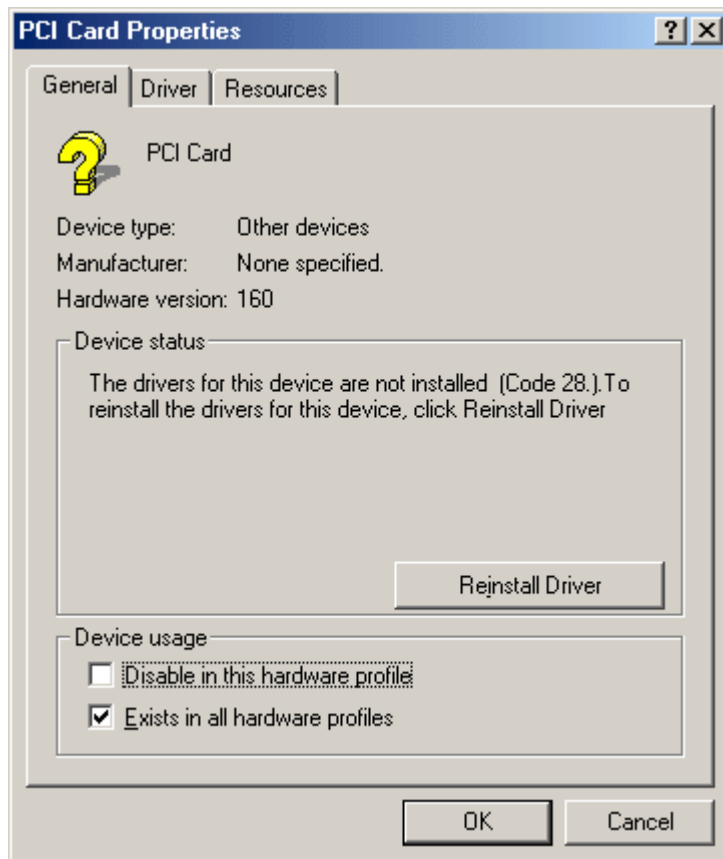 PCI Card Properties
General Driver Resources
PCI Card
Device type: Other devices
Manufacturer: None specified.
Hardware version: 160
Device status
The drivers for this device are not installed (Code 28.).To
reinstall the drivers for this device, click Reinstall Driver
Reinstall Driver
Device usage
Disable in this hardware profile
Exists in all hardware profiles
OK Cancel